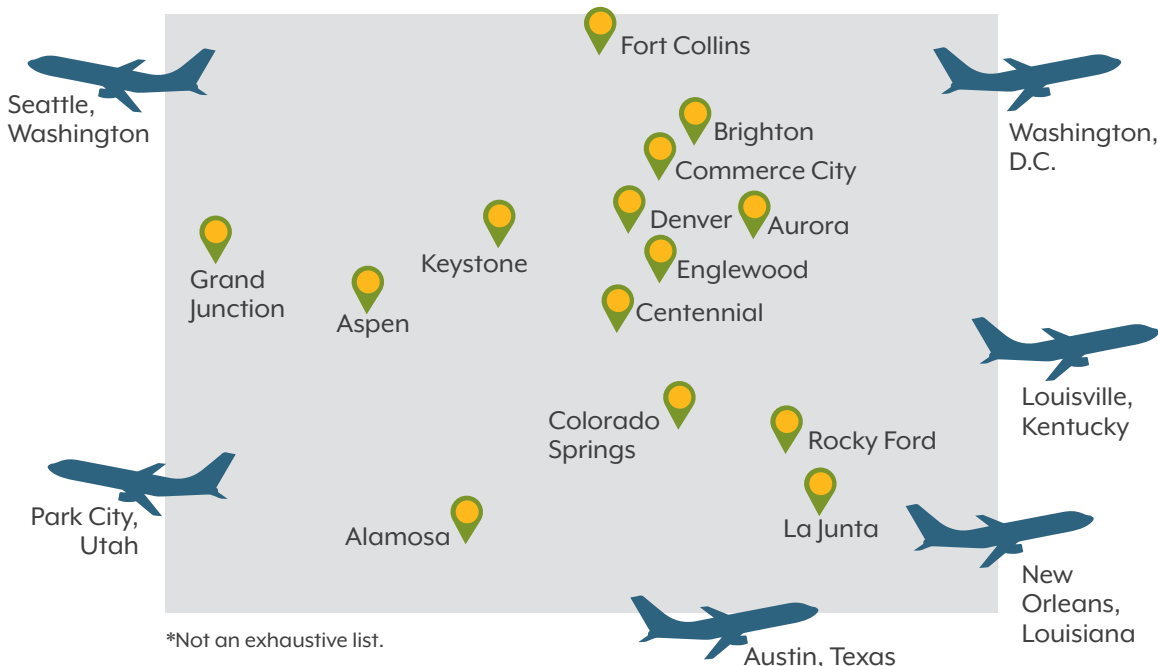 Fort Collins
Seattle,
Washington
Brighton
Washington,
D.C.
Commerce City
Denver
Aurora
Keystone
Englewood
Grand
Junction
Aspen
Centennial
Louisville,
Kentucky
Colorado
Springs
Rocky Ford
Park City,
Utah
Alamosa
La Junta
New
Orleans,
Louisiana
*Not an exhaustive list.
Austin, Texas